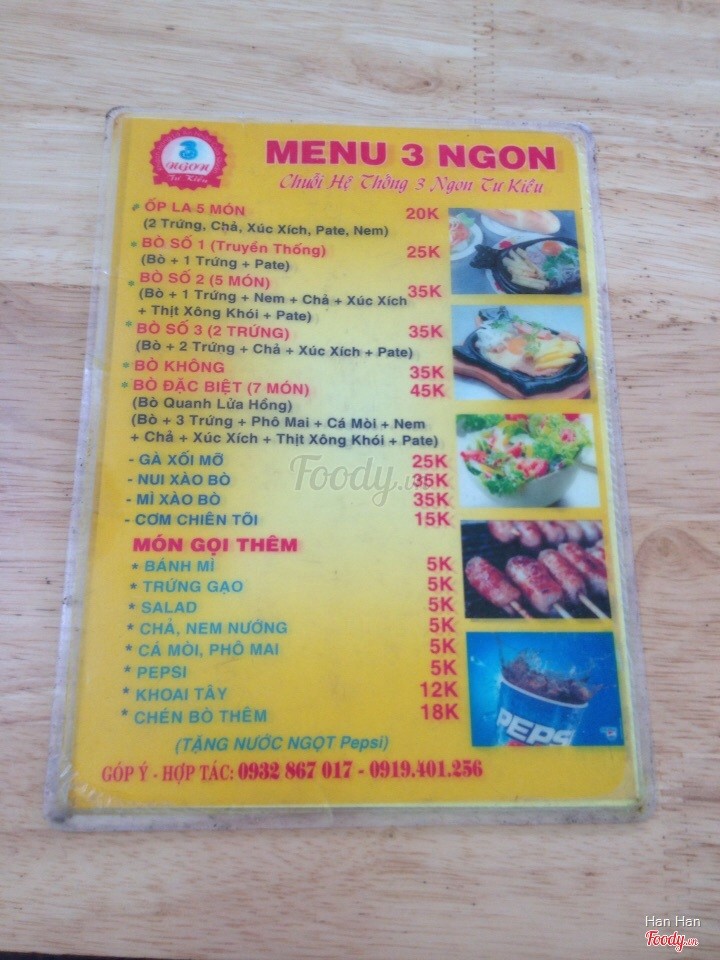 3
NGON
Tư Kiều
MENU 3 NGON
Chuỗi Hệ Thống 3 Ngon Tư Kiều
* ỐP LA 5 MÓN 20K
(2 Trứng, Chả, Xúc Xích, Pate, Nem)
* BÒ SỐ 1 (Truyền Thống) 25K
(Bò + 1 Trứng + Pate)
* BÒ SỐ 2 (5 MÓN) 35K
(Bò + 1 Trứng + Nem + Chả + Xúc Xích
+ Thịt Xông Khói + Pate)
* BÒ SỐ 3 (2 TRỨNG) 35K
(Bò + 2 Trứng + Chả + Xúc Xích + Pate)
* BÒ KHÔNG 35K
* BÒ ĐẶC BIỆT (7 MÓN) 45K
(Bò Quanh Lửa Hồng)
(Bò + 3 Trứng + Phô Mai + Cá Mòi + Nem
+ Chả + Xúc Xích + Thịt Xông Khói + Pate)
- GÀ XỐI MỠ 25K
- NUI XÀO BÒ 35K
- MÌ XÀO BÒ 35K
- CƠM CHIÊN TỎI 15K
Foody.vn
MÓN GỌI THÊM
* BÁNH MÌ 5K
* TRỨNG GẠO 5K
* SALAD 5K
* CHẢ, NEM NƯỚNG 5K
* CÁ MÒI, PHÔ MAI 5K
* PEPSI 5K
* KHOAI TÂY 12K
* CHÉN BÒ THÊM 18K
PEPSI
(TẶNG NƯỚC NGỌT Pepsi)
GÓP Ý - HỢP TÁC: 0932 867 017 - 0919.401.256
Han Han
Foody.vn